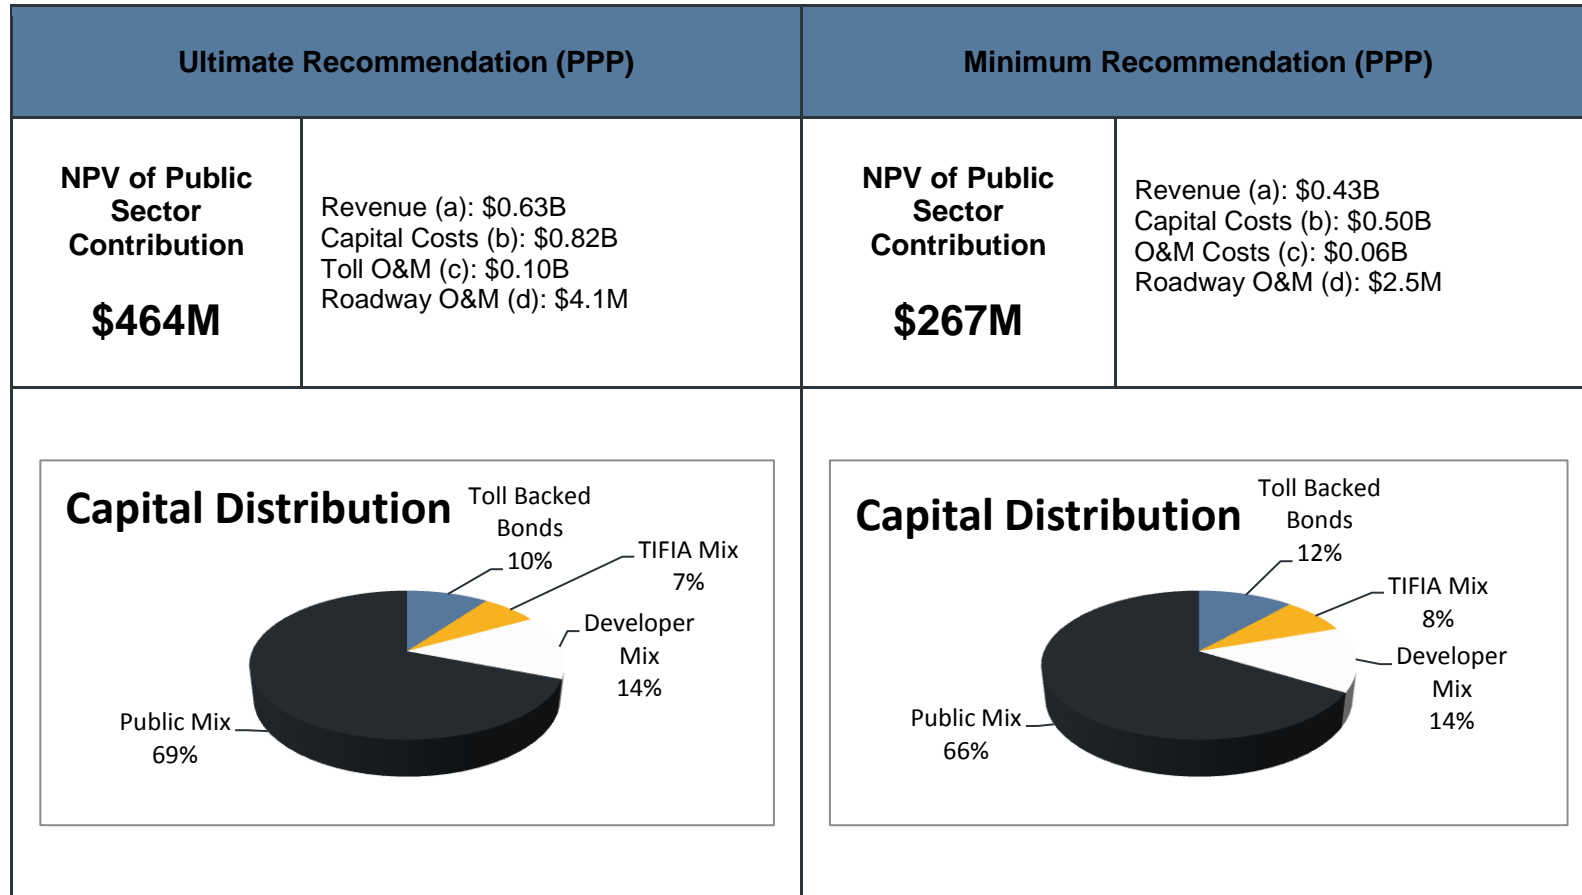 Ultimate Recommendation (PPP)
Minimum Recommendation (PPP)
NPV of Public
Sector
Contribution
$464M
Revenue (a): $0.63B
Capital Costs (b): $0.82B
Toll O&M (c): $0.10B
Roadway O&M (d): $4.1M
NPV of Public
Sector
Contribution
$267M
Revenue (a): $0.43B
Capital Costs (b): $0.50B
O&M Costs (c): $0.06B
Roadway O&M (d): $2.5M
Capital Distribution
Toll Backed
Bonds
10%
TIFIA Mix
7%
Developer
Mix
14%
Public Mix
69%
Capital Distribution
Toll Backed
Bonds
12%
TIFIA Mix
8%
Developer
Mix
14%
Public Mix
66%